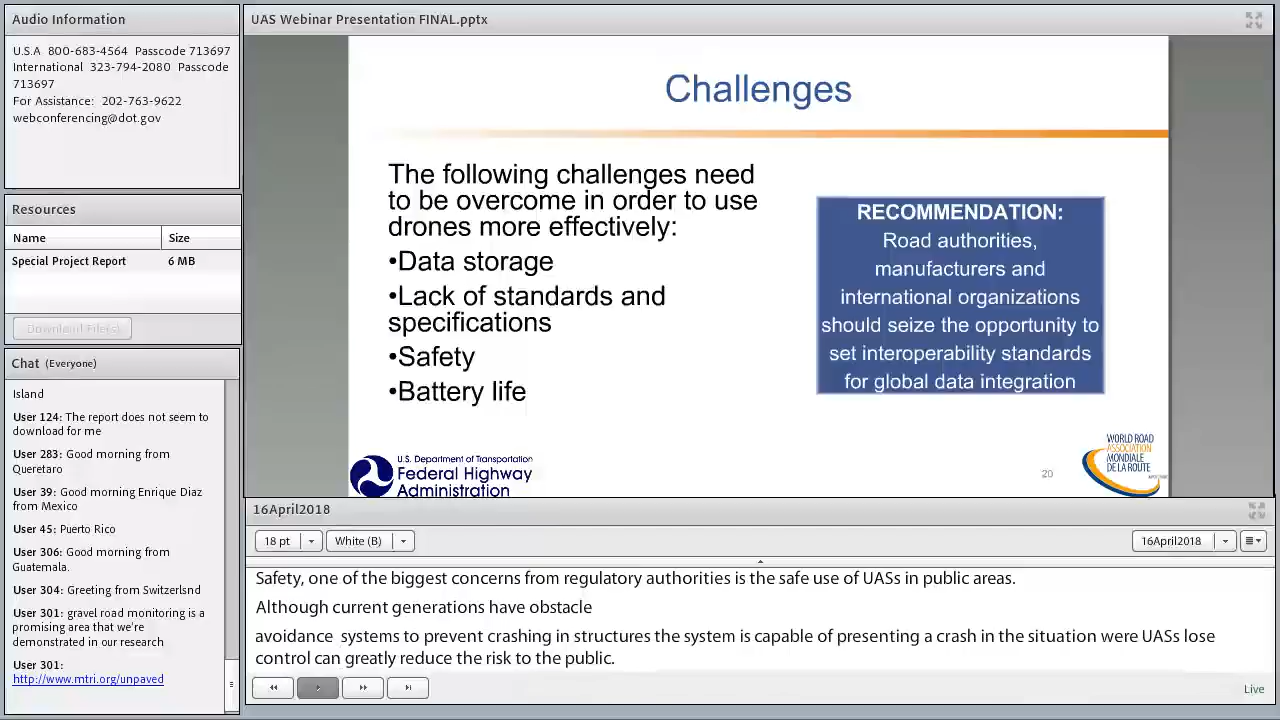 Audio Information
U.S.A 800-683-4564 Passcode 713697
International 323-794-2080 Passcode
713697
For Assistance: 202-763-9622
webconferencing@dot.gov
Resources
Name Size
Special Project Report 6 MB
Download File(s)
Chat (Everyone)
Island
User 124: The report does not seem to
download for me
User 283: Good morning from
Queretaro
User 39: Good morning Enrique Diaz
from Mexico
User 45: Puerto Rico
User 306: Good morning from
Guatemala.
User 304: Greeting from Switzerlsnd
User 301: gravel road monitoring is a
promising area that we're
demonstrated in our research
User 301:
http://www.mtri.org/unpaved
UAS Webinar Presentation FINAL.pptx
Challenges
The following challenges need
to be overcome in order to use
drones more effectively:
•Data storage
•Lack of standards and
specifications
•Safety
•Battery life
RECOMMENDATION:
Road authorities,
manufacturers and
international organizations
should seize the opportunity to
set interoperability standards
for global data integration
U.S. Department of Transportation
Federal Highway
Administration
20
WORLD ROAD
ASSOCIATION
MONDIALE
DE LA ROUTE
16April2018
18 pt White (B) 16April2018
Safety, one of the biggest concerns from regulatory authorities is the safe use of UASs in public areas.
Although current generations have obstacle
avoidance systems to prevent crashing in structures the system is capable of presenting a crash in the situation were UASs lose
control can greatly reduce the risk to the public.
Live